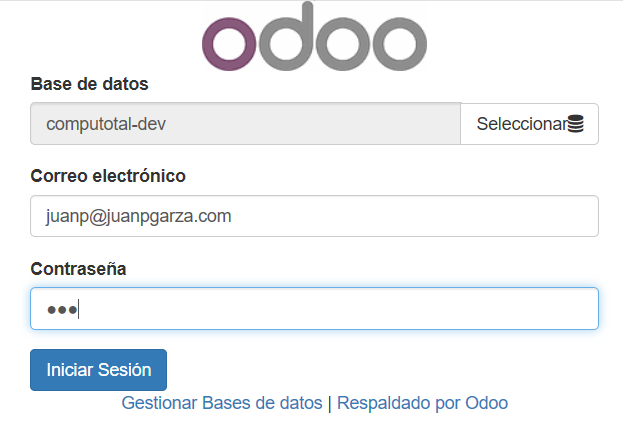 odoo
Base de datos
computotal-dev Seleccionar
Correo electrónico
juanp@juanpgarza.com
Contraseña
●●●
Iniciar Sesión
Gestionar Bases de datos | Respaldado por Odoo